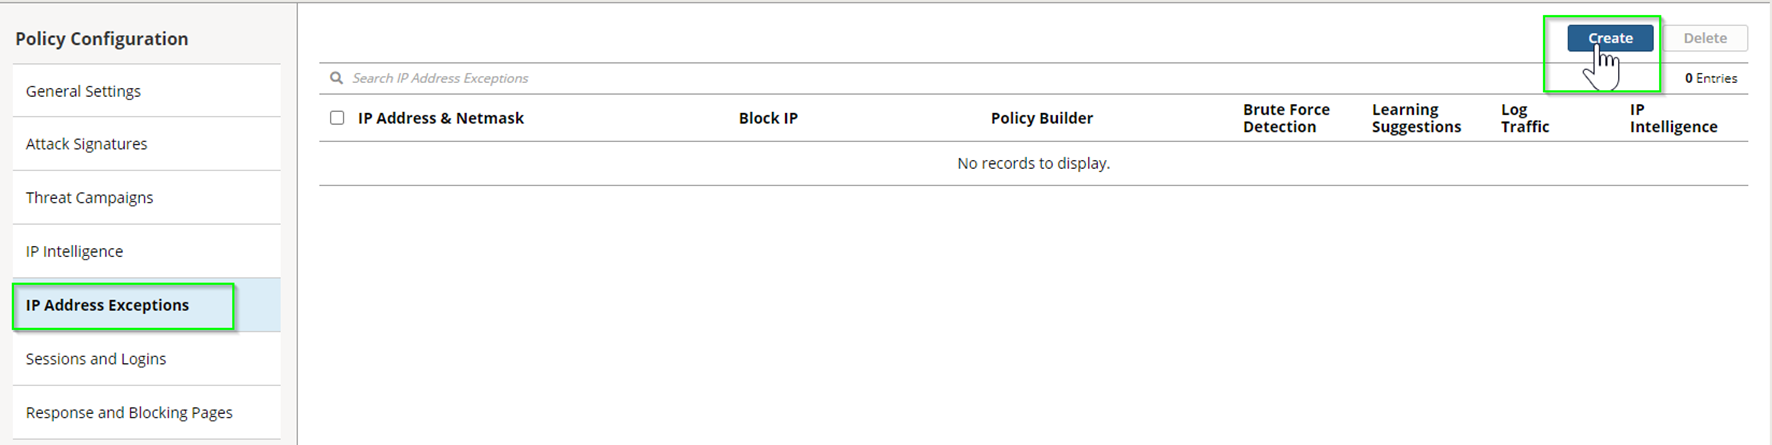 Policy Configuration
General Settings
Attack Signatures
Threat Campaigns
IP Intelligence
IP Address Exceptions
Sessions and Logins
Response and Blocking Pages
Create Delete
Search IP Address Exceptions
0 Entries
IP Address & Netmask Block IP Policy Builder Brute Force Detection Learning Suggestions Log Traffic IP Intelligence
No records to display.